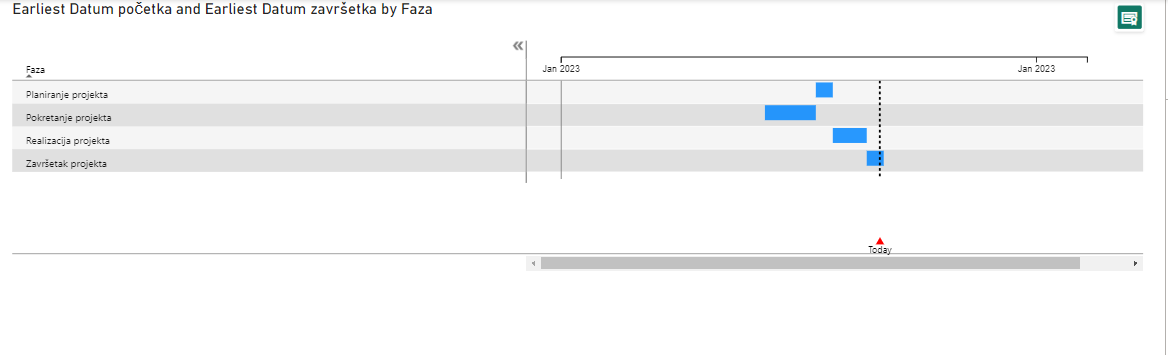 Earliest Datum početka and Earliest Datum završetka by Faza
Faza
Jan 2023
Jan 2023
Planiranje projekta
Pokretanje projekta
Realizacija projekta
Završetak projekta
Today